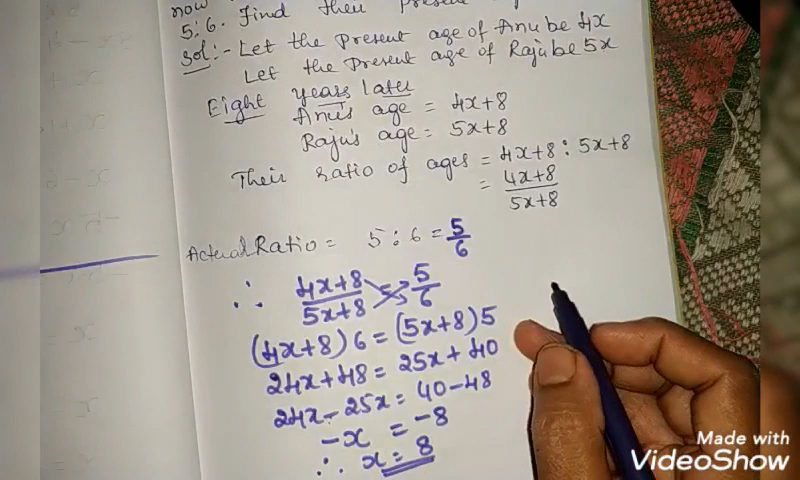 now
5:6. Find their present
Sol:- Let the present age of Anu be 4x
Let the present age of Raju be 5x
Eight years later
Anu's age = 4x+8
Raju's age = 5x+8
Their ratio of ages = 4x+8 : 5x+8
= 4x+8/5x+8
Actual Ratio = 5:6 = 5/6
∴ 4x+8/5x+8 = 5/6
(4x+8)6 = (5x+8)5
24x+48 = 25x+40
24x-25x = 40-48
-x = -8
∴ x = 8
Made with
VideoShow